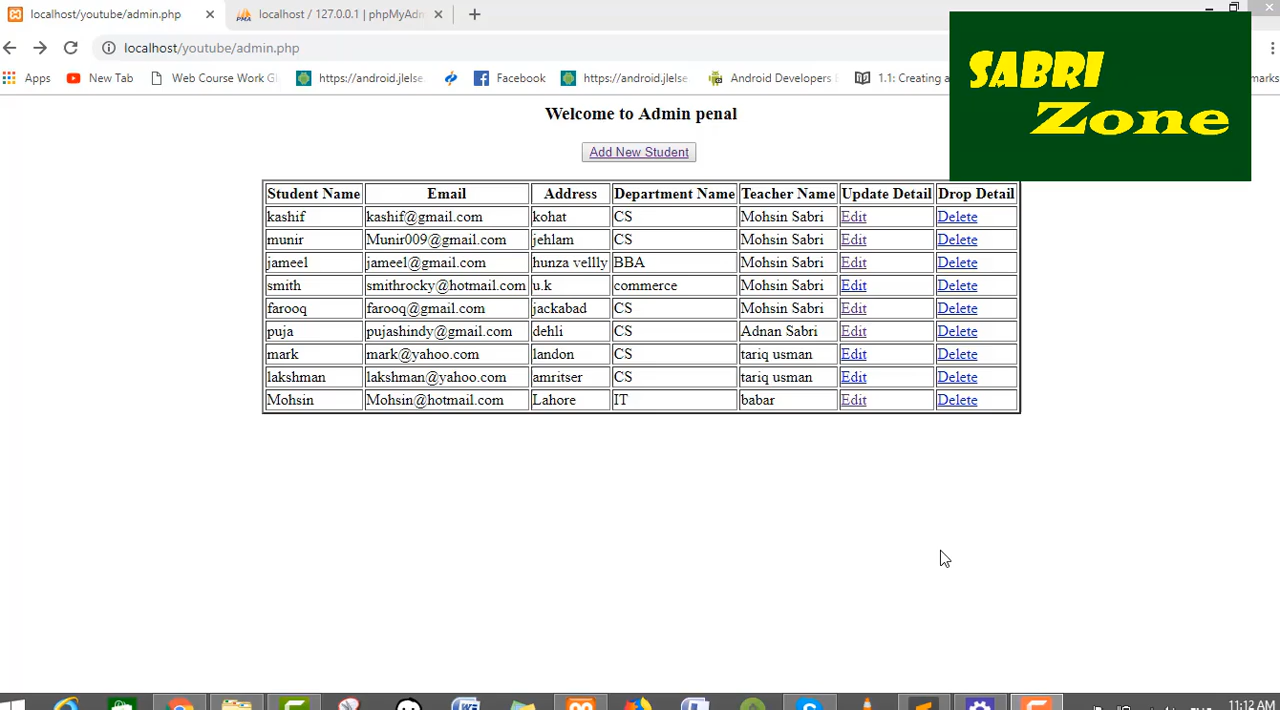 localhost/youtube/admin.php
localhost / 127.0.0.1 | phpMyAdn
localhost/youtube/admin.php
Apps New Tab Web Course Work G https://android.jlelse. Facebook https://android.jlelse Android Developers 1.1: Creating a marks
SABRI
Zone
Welcome to Admin penal
Add New Student
Student Name Email Address Department Name Teacher Name Update Detail Drop Detail
kashif kashif@gmail.com kohat CS Mohsin Sabri Edit Delete
munir Munir009@gmail.com jehlam CS Mohsin Sabri Edit Delete
jameel jameel@gmail.com hunza vellly BBA Mohsin Sabri Edit Delete
smith smithrocky@hotmail.com u.k commerce Mohsin Sabri Edit Delete
farooq farooq@gmail.com jackabad CS Mohsin Sabri Edit Delete
puja pujashindy@gmail.com dehli CS Adnan Sabri Edit Delete
mark mark@yahoo.com landon CS tariq usman Edit Delete
lakshman lakshman@yahoo.com amritser CS tariq usman Edit Delete
Mohsin Mohsin@hotmail.com Lahore IT babar Edit Delete
11:12 AM